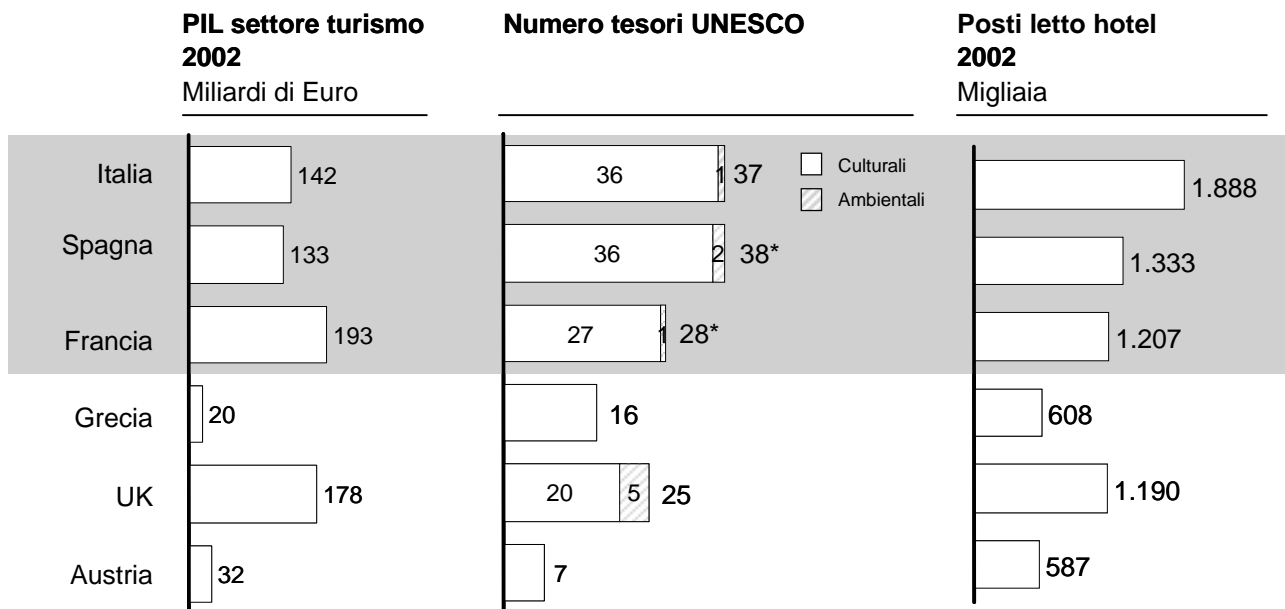 PIL settore turismo
2002
Miliardi di Euro
Numero tesori UNESCO
Posti letto hotel
2002
Migliaia
Italia
142
36
1
37
Culturali
Ambientali
1.888
Spagna
133
36
2
38*
1.333
Francia
193
27
1
28*
1.207
Grecia
20
16
608
UK
178
20
5
25
1.190
Austria
32
7
587